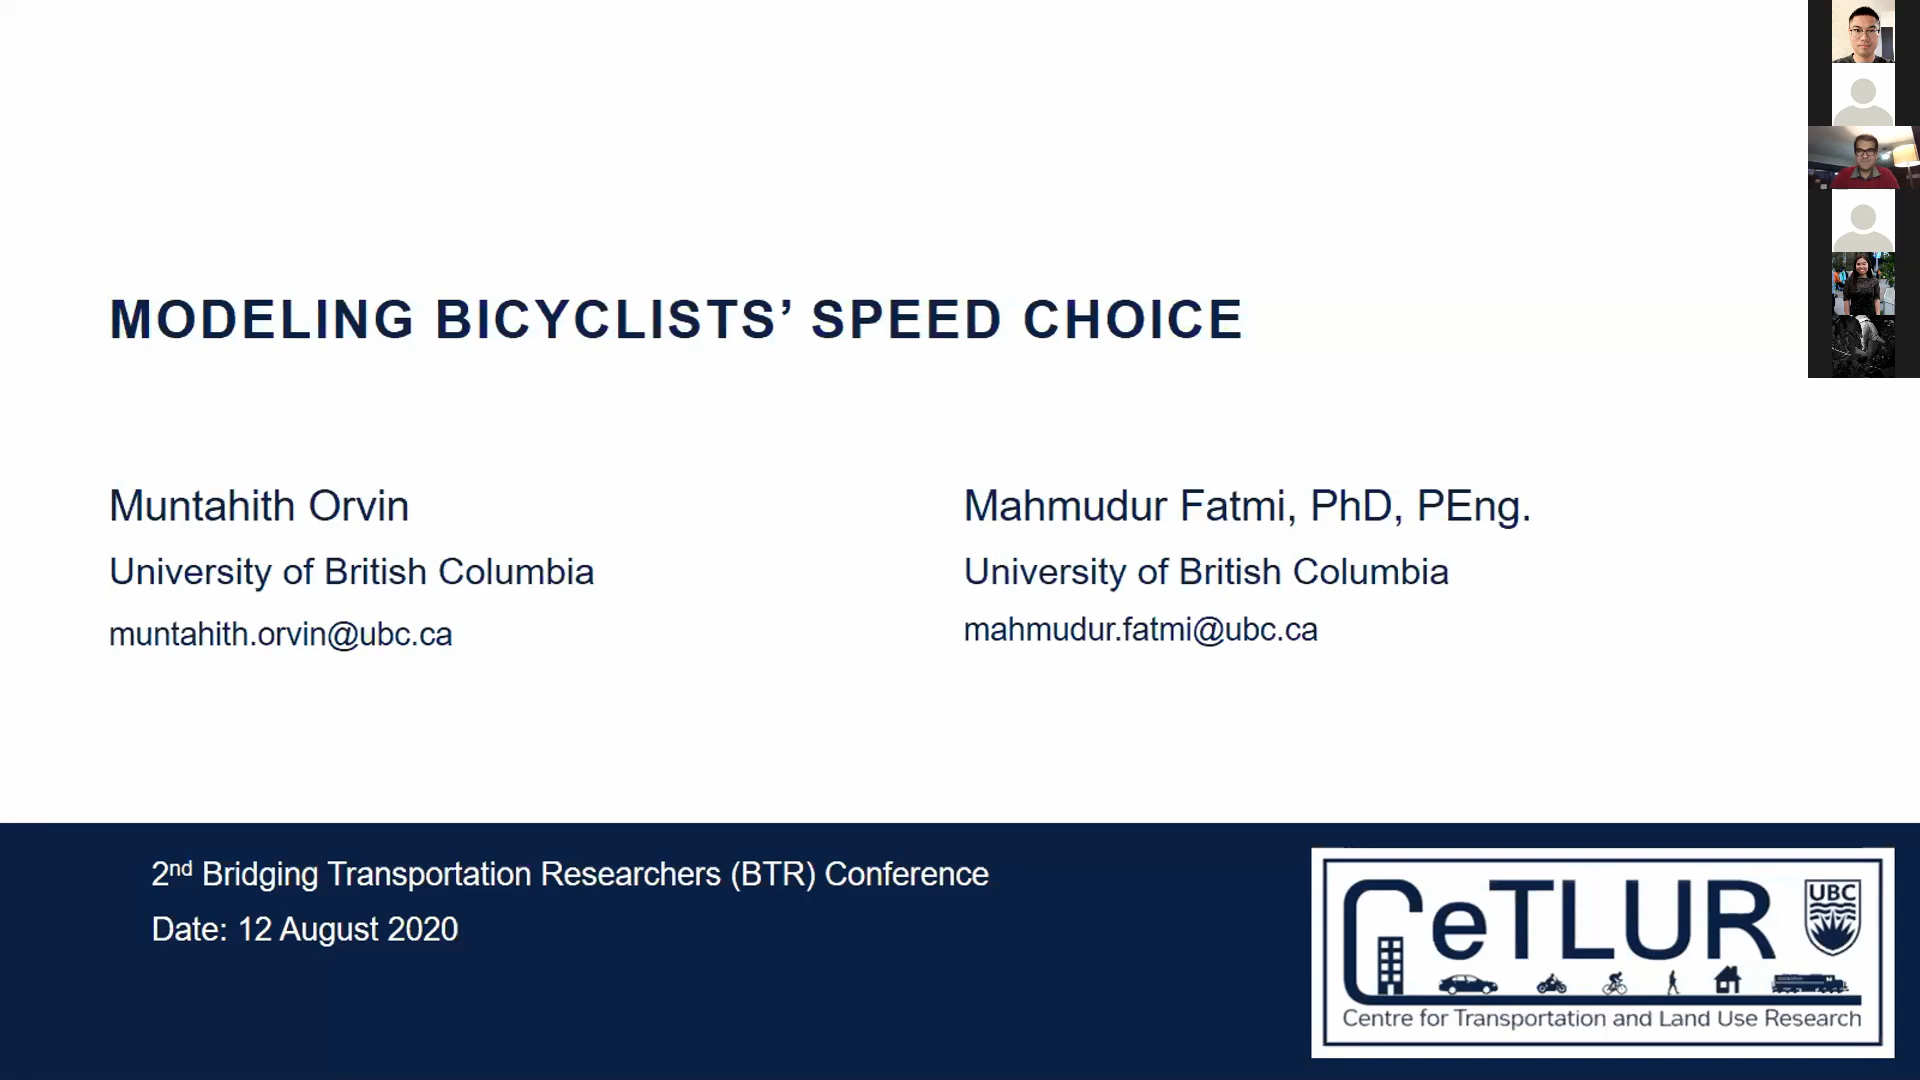 MODELING BICYCLISTS’ SPEED CHOICE
Muntahith Orvin
University of British Columbia
muntahith.orvin@ubc.ca
Mahmudur Fatmi, PhD, PEng.
University of British Columbia
mahmudur.fatmi@ubc.ca
2nd Bridging Transportation Researchers (BTR) Conference
Date: 12 August 2020
CeTLUR
UBC
Centre for Transportation and Land Use Research